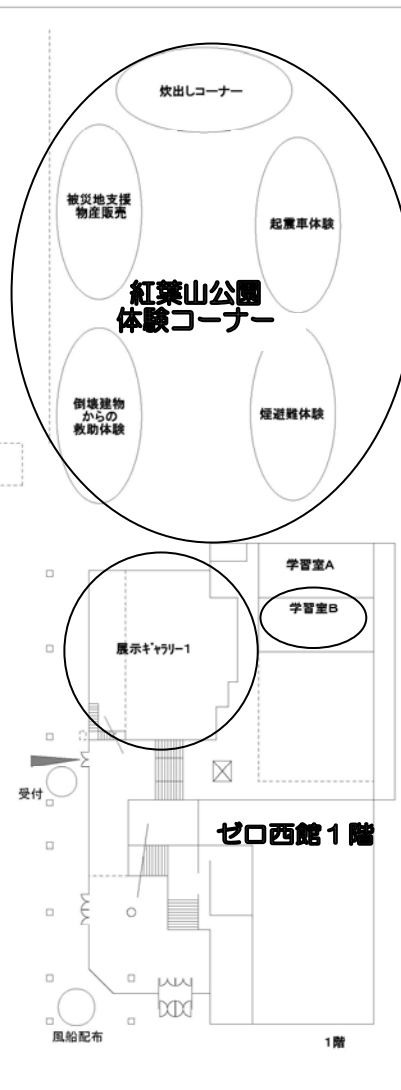 炊出しコーナー
被災地支援
物産販売
起震車体験
紅葉山公園
体験コーナー
倒壊建物
からの
救助体験
煙避難体験
学習室A
学習室B
展示ギャラリー1
受付
ゼロ西館１階
風船配布
1階